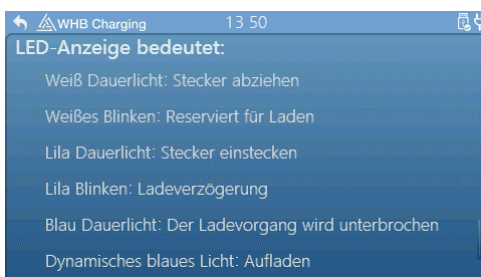 WHB Charging 13 50
LED-Anzeige bedeutet:
Weiß Dauerlicht: Stecker abziehen
Weißes Blinken: Reserviert für Laden
Lila Dauerlicht: Stecker einstecken
Lila Blinken: Ladeverzögerung
Blau Dauerlicht: Der Ladevorgang wird unterbrochen
Dynamisches blaues Licht: Aufladen